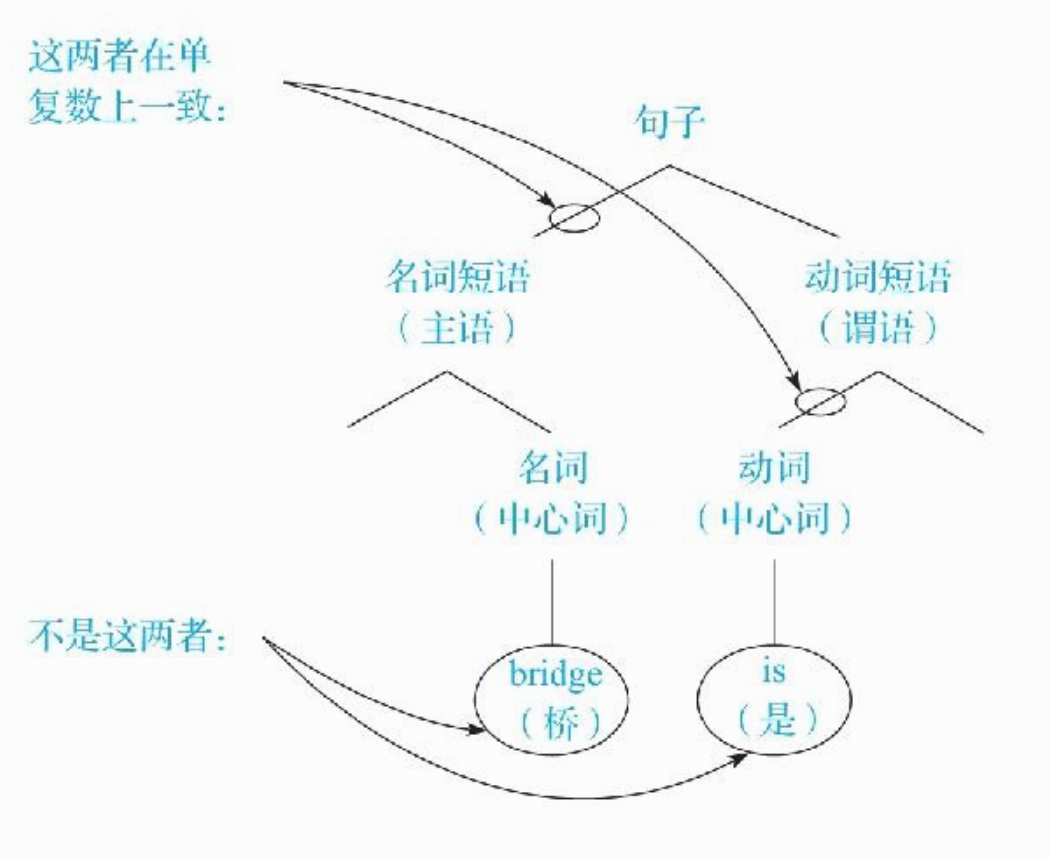 这两者在单
复数上一致：
句子
名词短语
（主语）
动词短语
（谓语）
名词
（中心词）
动词
（中心词）
不是这两者：
bridge
（桥）
is
（是）